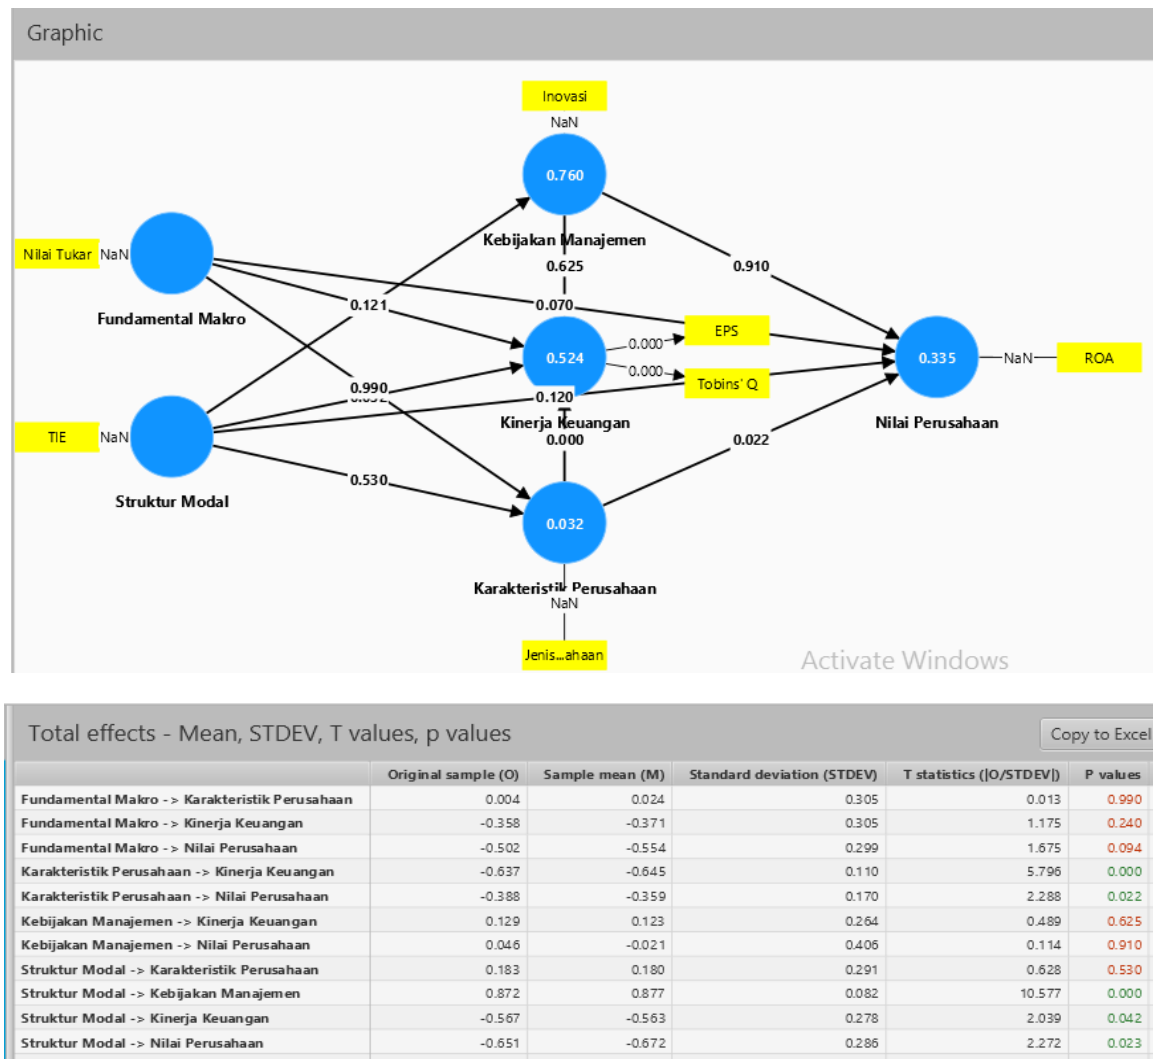 Graphic
Inovasi
NaN
0.760
Kebijakan Manajemen
0.625
0.910
Nilai Tukar NaN
Fundamental Makro
0.121
0.070
EPS
0.000
0.524
0.000
Tobins' Q
0.335
NaN
ROA
0.990
0.120
Kinerja Keuangan
Nilai Perusahaan
TIE NaN
0.000
0.022
Struktur Modal
0.530
0.032
Karakteristik Perusahaan
NaN
Jenis...ahaan
Activate Windows
Total effects - Mean, STDEV, T values, p values
Copy to Excel
Original sample (O) Sample mean (M) Standard deviation (STDEV) T statistics (|O/STDEV|) P values
Fundamental Makro -> Karakteristik Perusahaan 0.004 0.024 0.305 0.013 0.990
Fundamental Makro -> Kinerja Keuangan -0.358 -0.371 0.305 1.175 0.240
Fundamental Makro -> Nilai Perusahaan -0.502 -0.554 0.299 1.675 0.094
Karakteristik Perusahaan -> Kinerja Keuangan -0.637 -0.645 0.110 5.796 0.000
Karakteristik Perusahaan -> Nilai Perusahaan -0.388 -0.359 0.170 2.288 0.022
Kebijakan Manajemen -> Kinerja Keuangan 0.129 0.123 0.264 0.489 0.625
Kebijakan Manajemen -> Nilai Perusahaan 0.046 -0.021 0.406 0.114 0.910
Struktur Modal -> Karakteristik Perusahaan 0.183 0.180 0.291 0.628 0.530
Struktur Modal -> Kebijakan Manajemen 0.872 0.877 0.082 10.577 0.000
Struktur Modal -> Kinerja Keuangan -0.567 -0.563 0.278 2.039 0.042
Struktur Modal -> Nilai Perusahaan -0.651 -0.672 0.286 2.272 0.023